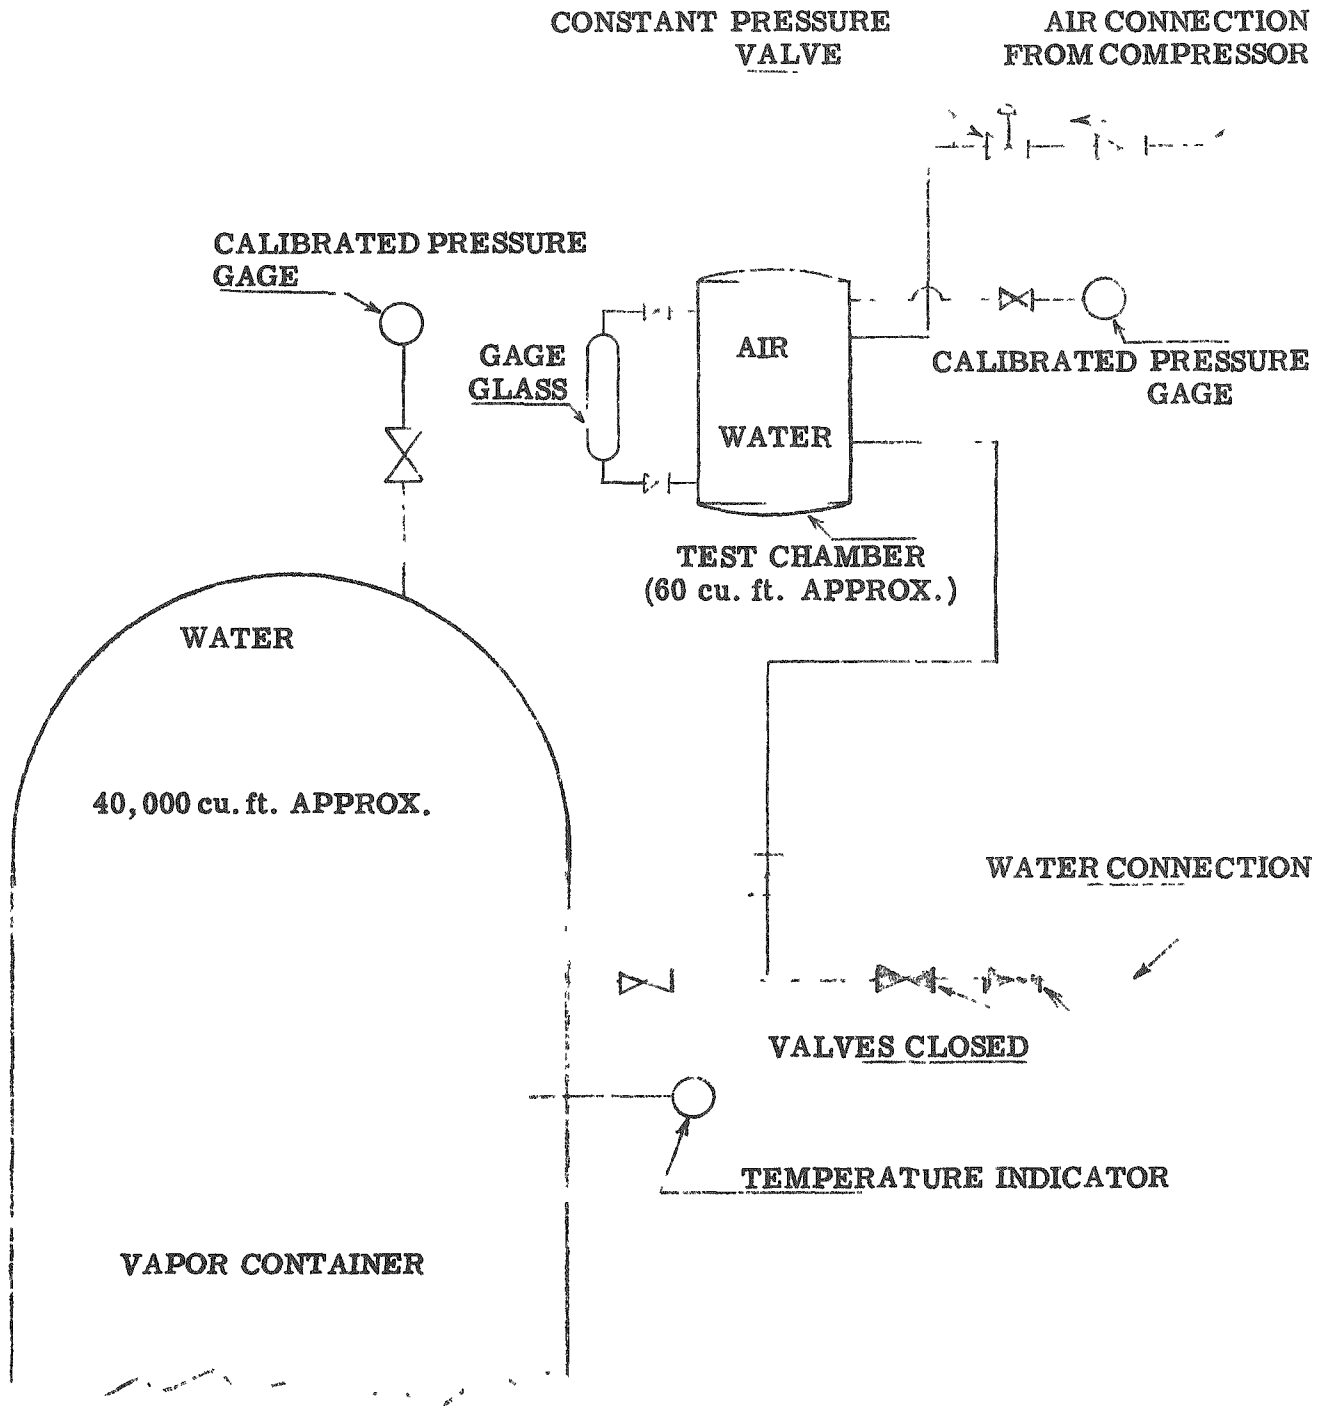 CONSTANT PRESSURE
VALVE
AIR CONNECTION
FROM COMPRESSOR
CALIBRATED PRESSURE
GAGE
GAGE
GLASS
AIR
WATER
CALIBRATED PRESSURE
GAGE
TEST CHAMBER
(60 cu. ft. APPROX.)
WATER
40,000 cu. ft. APPROX.
WATER CONNECTION
VALVES CLOSED
TEMPERATURE INDICATOR
VAPOR CONTAINER